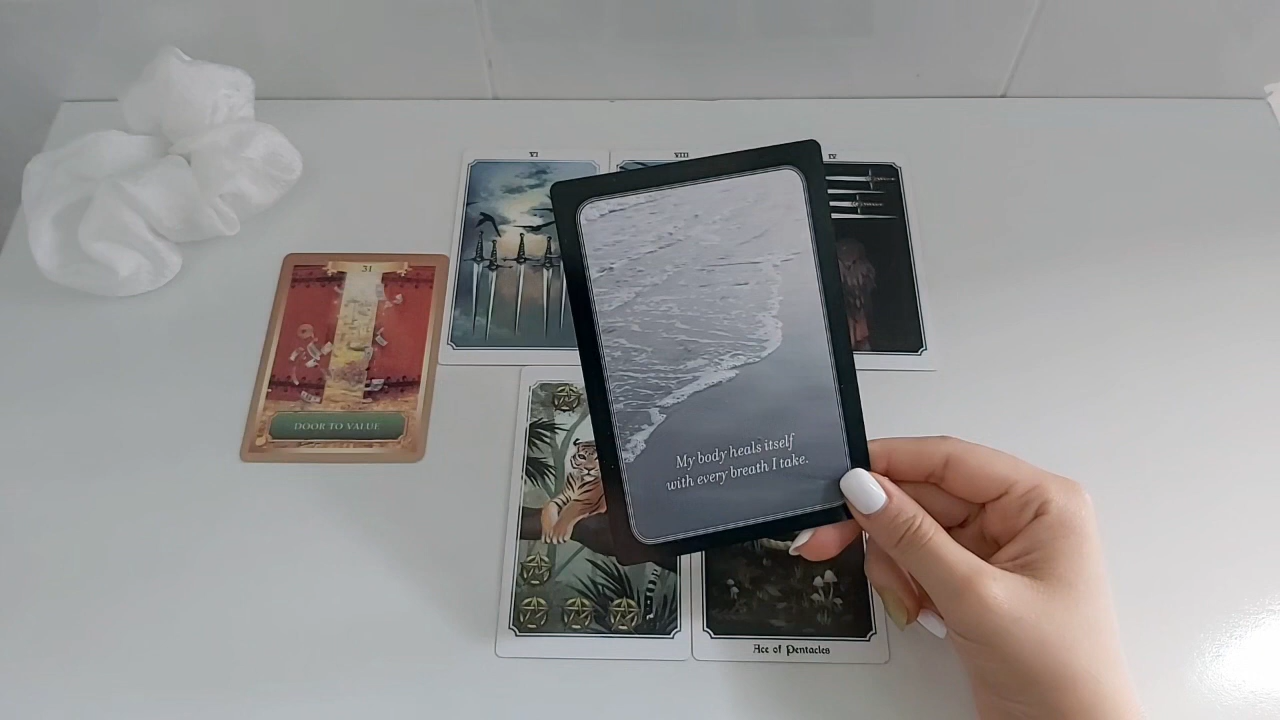 VI
VIII
IV
31
DOOR TO VALUE
My body heals itself
with every breath I take.
Ace of Pentacles